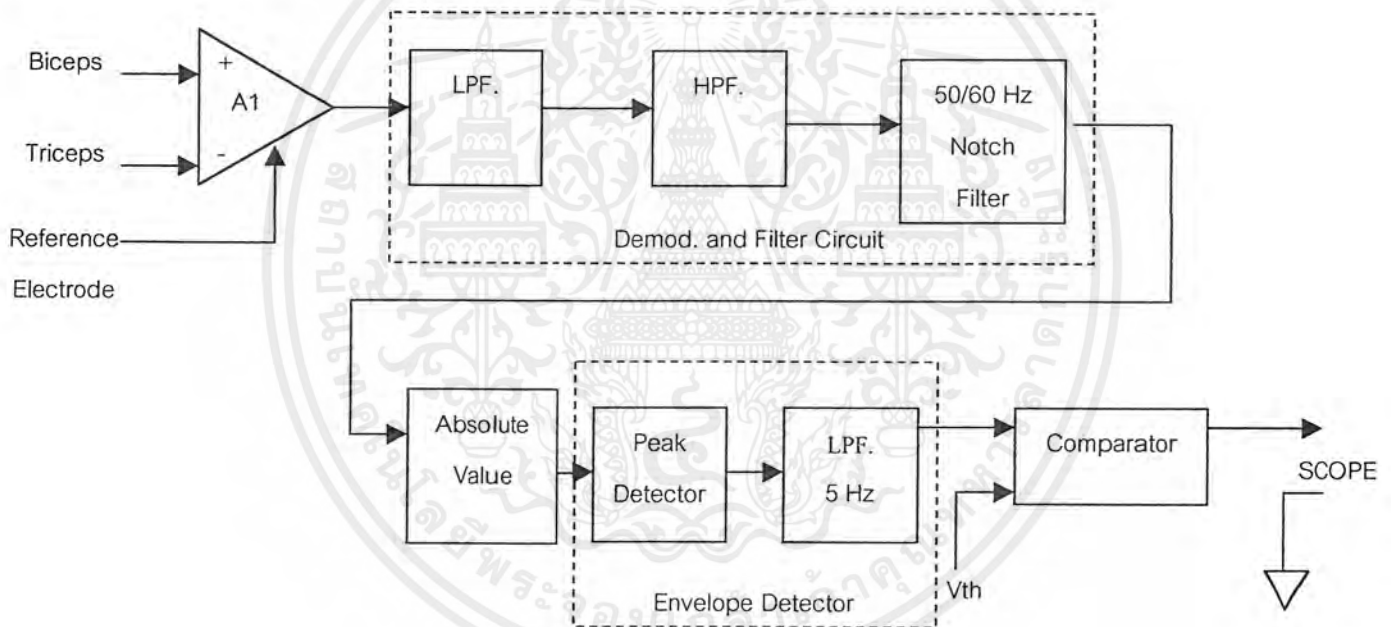 Biceps
+
A1
Triceps
-
Reference
Electrode
LPF.
HPF.
50/60 Hz
Notch
Filter
Demod. and Filter Circuit
Absolute
Value
Peak
Detector
LPF.
5 Hz
Envelope Detector
Comparator
Vth
SCOPE